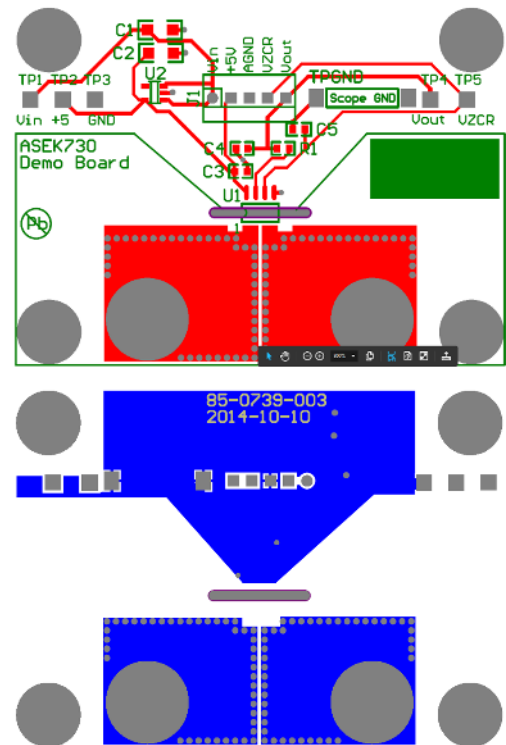 C1
C2
U2
Vin
+5V
AGND
VZCR
Vout
TP1
TP2
TP3
J1
TPGND
Scope GND
TP4
TP5
Vin
+5
GND
Vout
VZCR
C5
ASEK730
Demo Board
C4
R1
C3
U1
Pb
1
100%
85-0739-003
2014-10-10